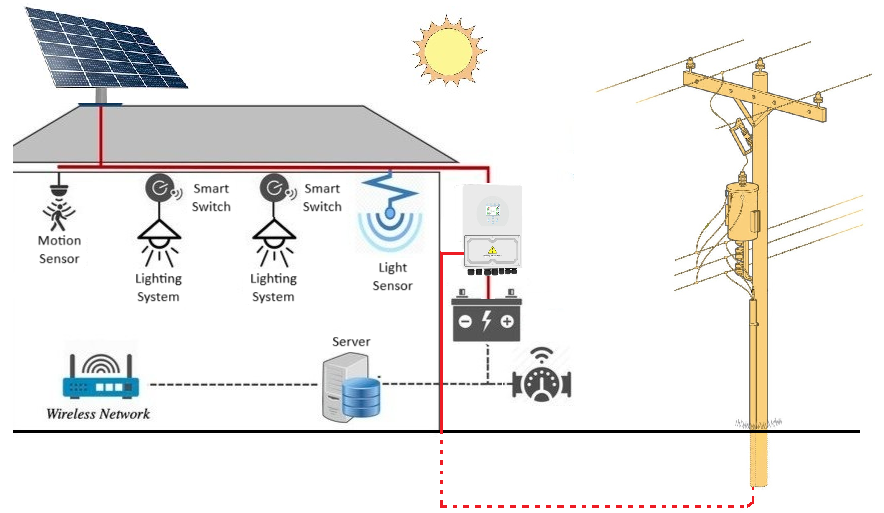 Smart
Switch
Smart
Switch
Motion
Sensor
Lighting
System
Lighting
System
Light
Sensor
Server
Wireless Network